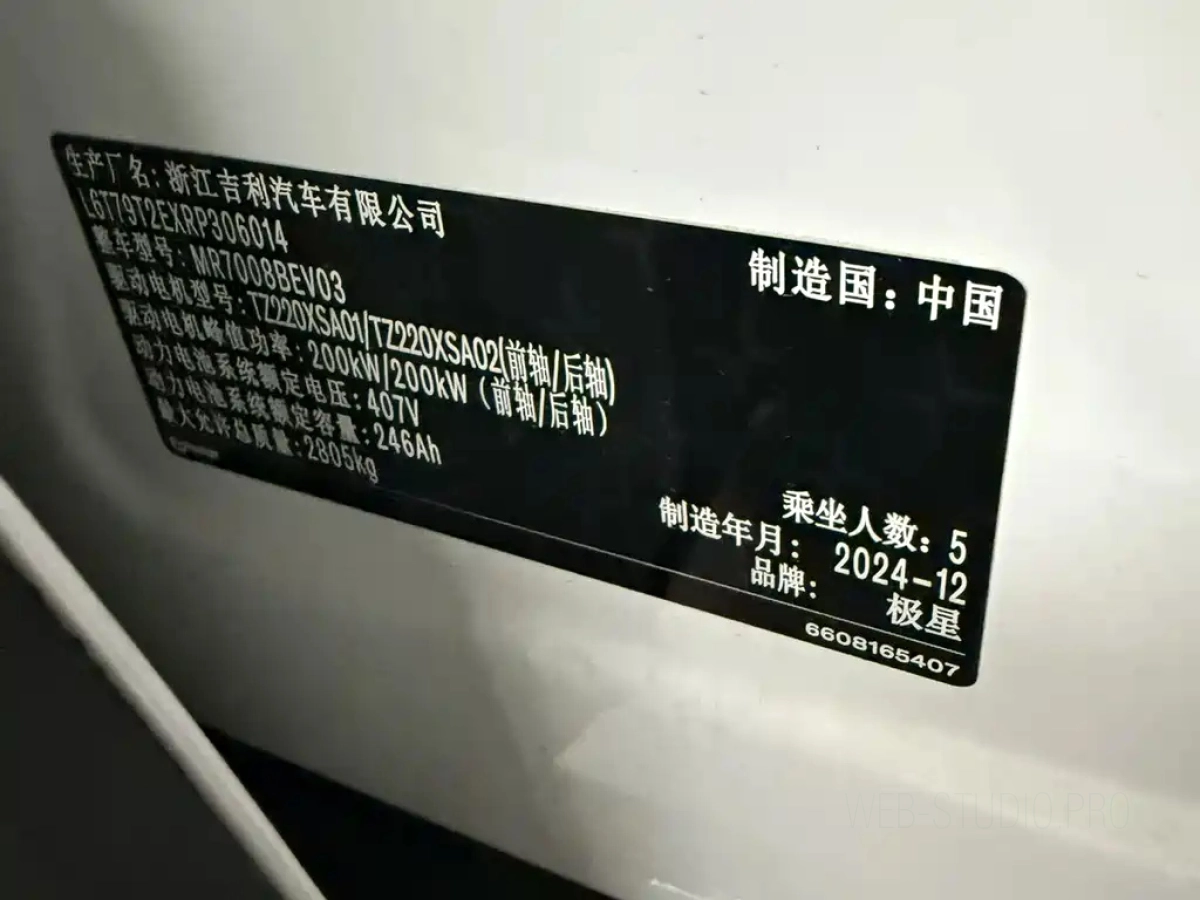 生产厂名：浙江吉利汽车有限公司
制造国：中国
L6T79T2EXRP306014
整车型号：MR7008BEV03
驱动电机型号：TZ220XSA01/TZ220XSA02(前轴/后轴)
驱动电机峰值功率：200kW/200kW（前轴/后轴）
动力电池系统额定电压：407V
动力电池系统额定容量：246Ah
最大允许总质量：2805kg
乘坐人数：5
制造年月：2024-12
品牌：极星
6608165407
WEB-STUDIO.PRO